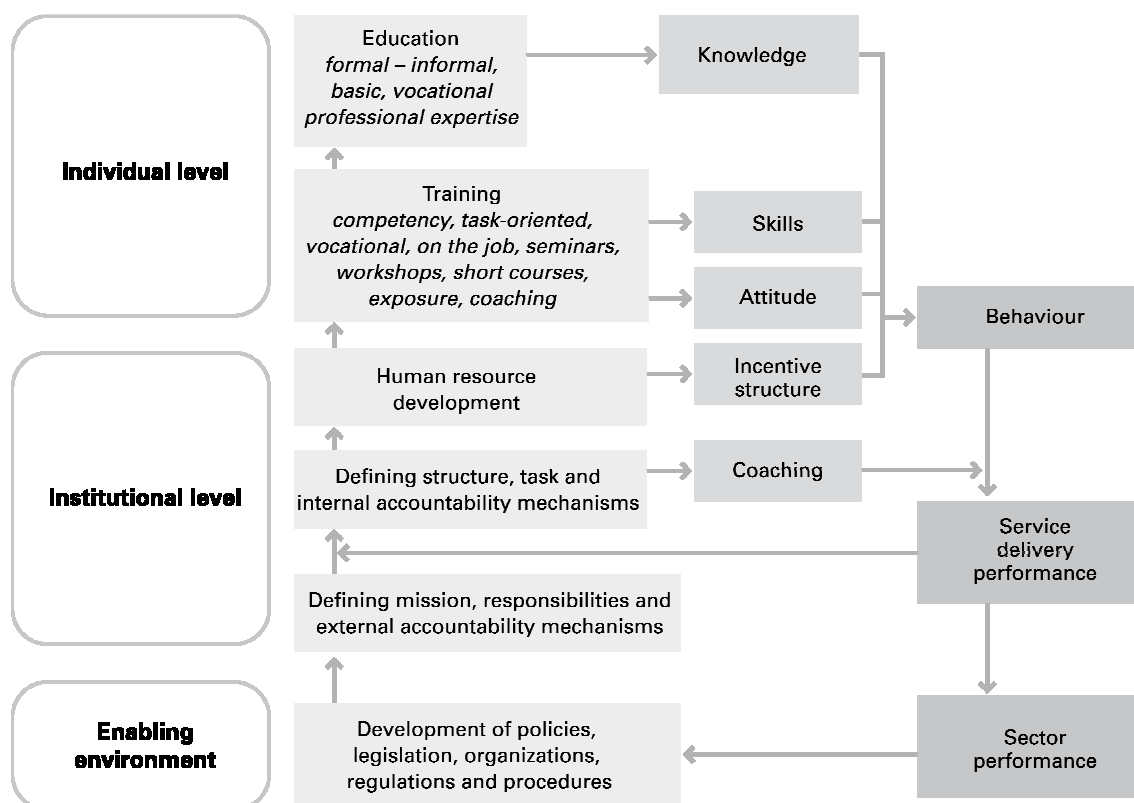 Individual level
Education
formal – informal,
basic, vocational
professional expertise
Knowledge
Training
competency, task-oriented,
vocational, on the job, seminars,
workshops, short courses,
exposure, coaching
Skills
Attitude
Behaviour
Institutional level
Human resource
development
Incentive
structure
Defining structure, task and
internal accountability mechanisms
Coaching
Service
delivery
performance
Defining mission, responsibilities and
external accountability mechanisms
Enabling
environment
Development of policies,
legislation, organizations,
regulations and procedures
Sector
performance